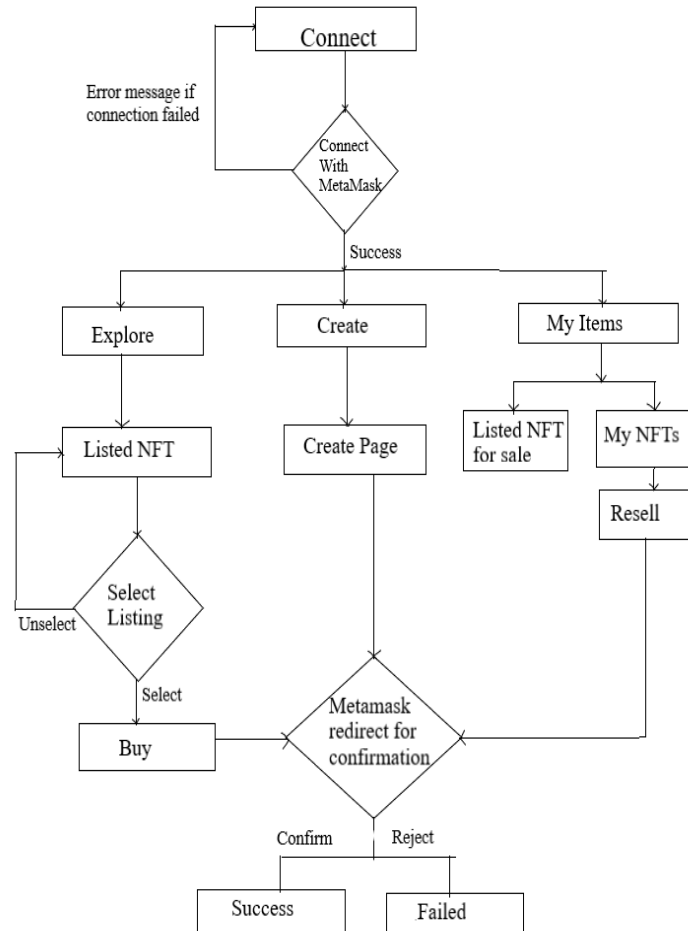 Connect
Error message if
connection failed
Connect
With
MetaMask
Success
Explore
Create
My Items
Listed NFT
Create Page
Listed NFT
for sale
My NFTs
Resell
Select
Listing
Unselect
Select
Buy
Metamask
redirect for
confirmation
Confirm
Reject
Success
Failed